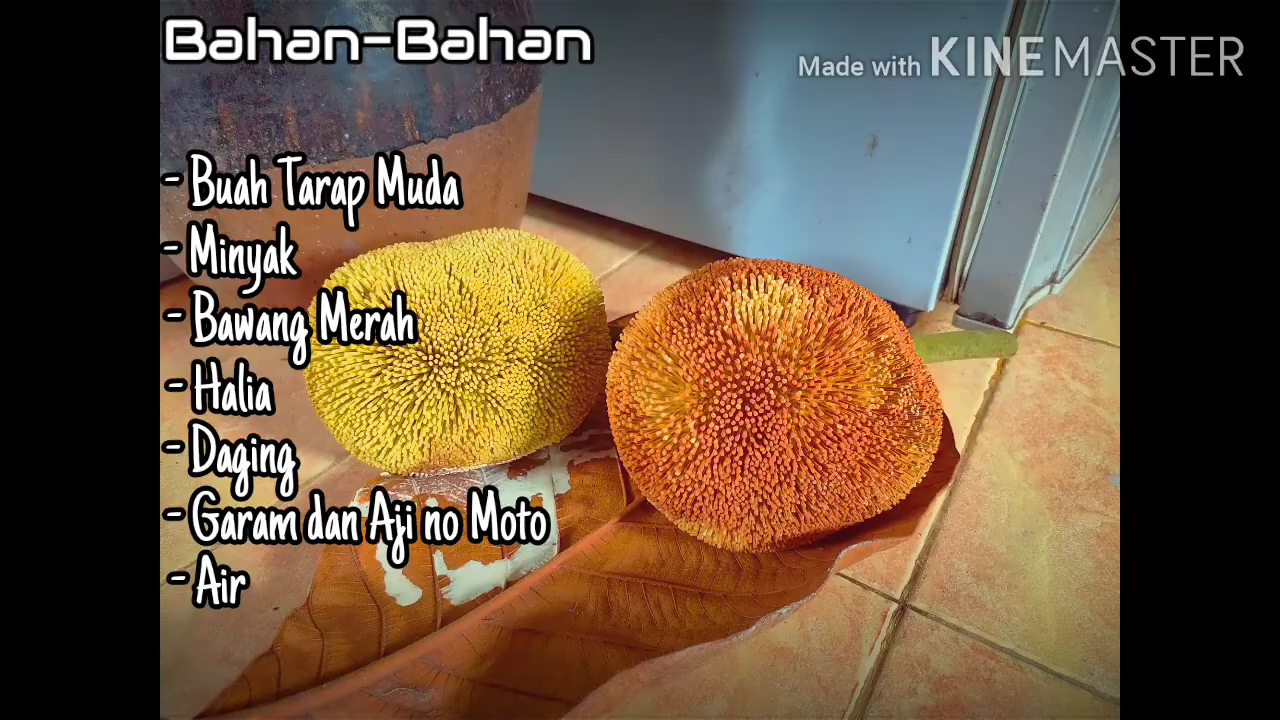 Bahan-Bahan
Made with KINEMASTER
- Buah Tarap Muda
- Minyak
- Bawang Merah
- Halia
- Daging
- Garam dan Aji no Moto
- Air